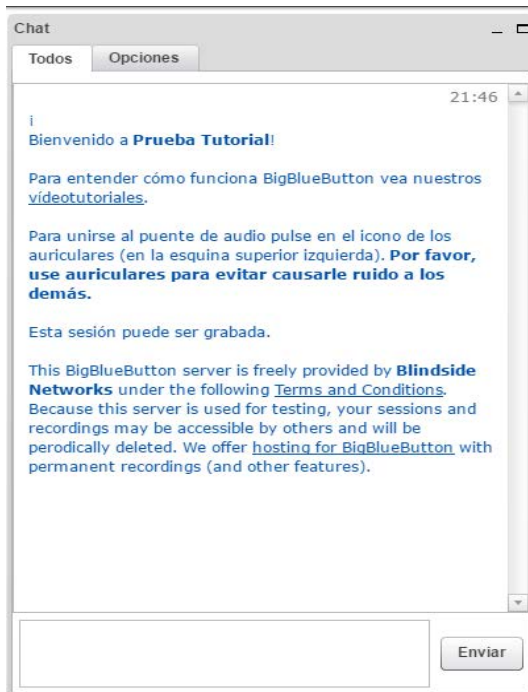 Chat
Todos Opciones
21:46
¡
Bienvenido a Prueba Tutorial!
Para entender cómo funciona BigBlueButton vea nuestros
vídeotutoriales.
Para unirse al puente de audio pulse en el icono de los
auriculares (en la esquina superior izquierda). Por favor,
use auriculares para evitar causarle ruido a los
demás.
Esta sesión puede ser grabada.
This BigBlueButton server is freely provided by Blindside
Networks under the following Terms and Conditions.
Because this server is used for testing, your sessions and
recordings may be accessible by others and will be
perodically deleted. We offer hosting for BigBlueButton with
permanent recordings (and other features).
Enviar